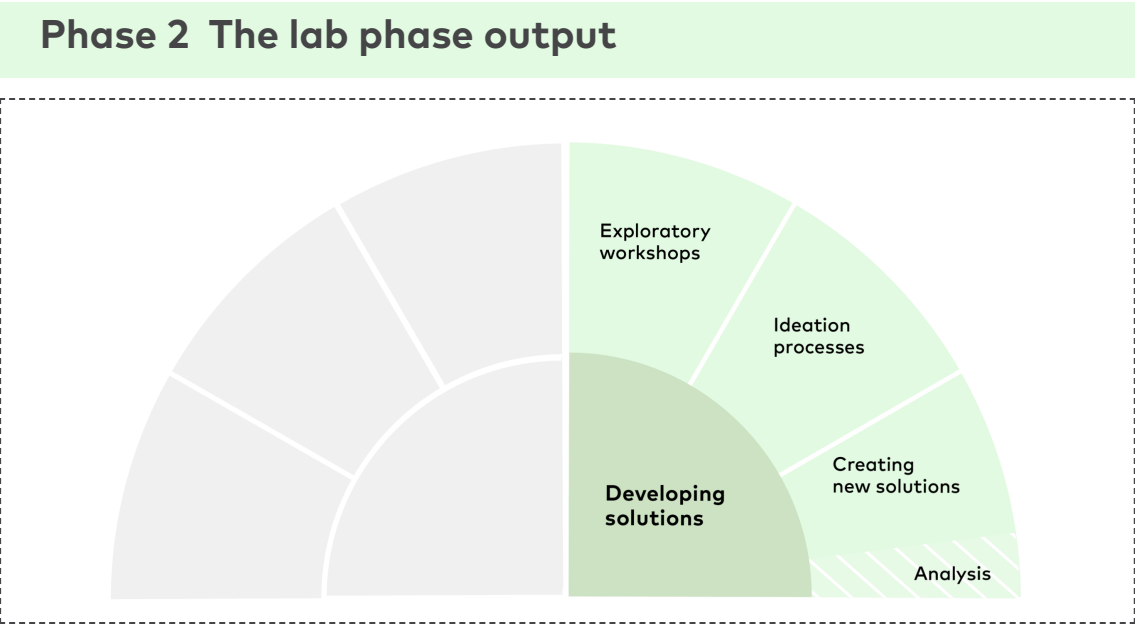 Phase 2 The lab phase output
Exploratory
workshops
Ideation
processes
Creating
new solutions
Developing
solutions
Analysis